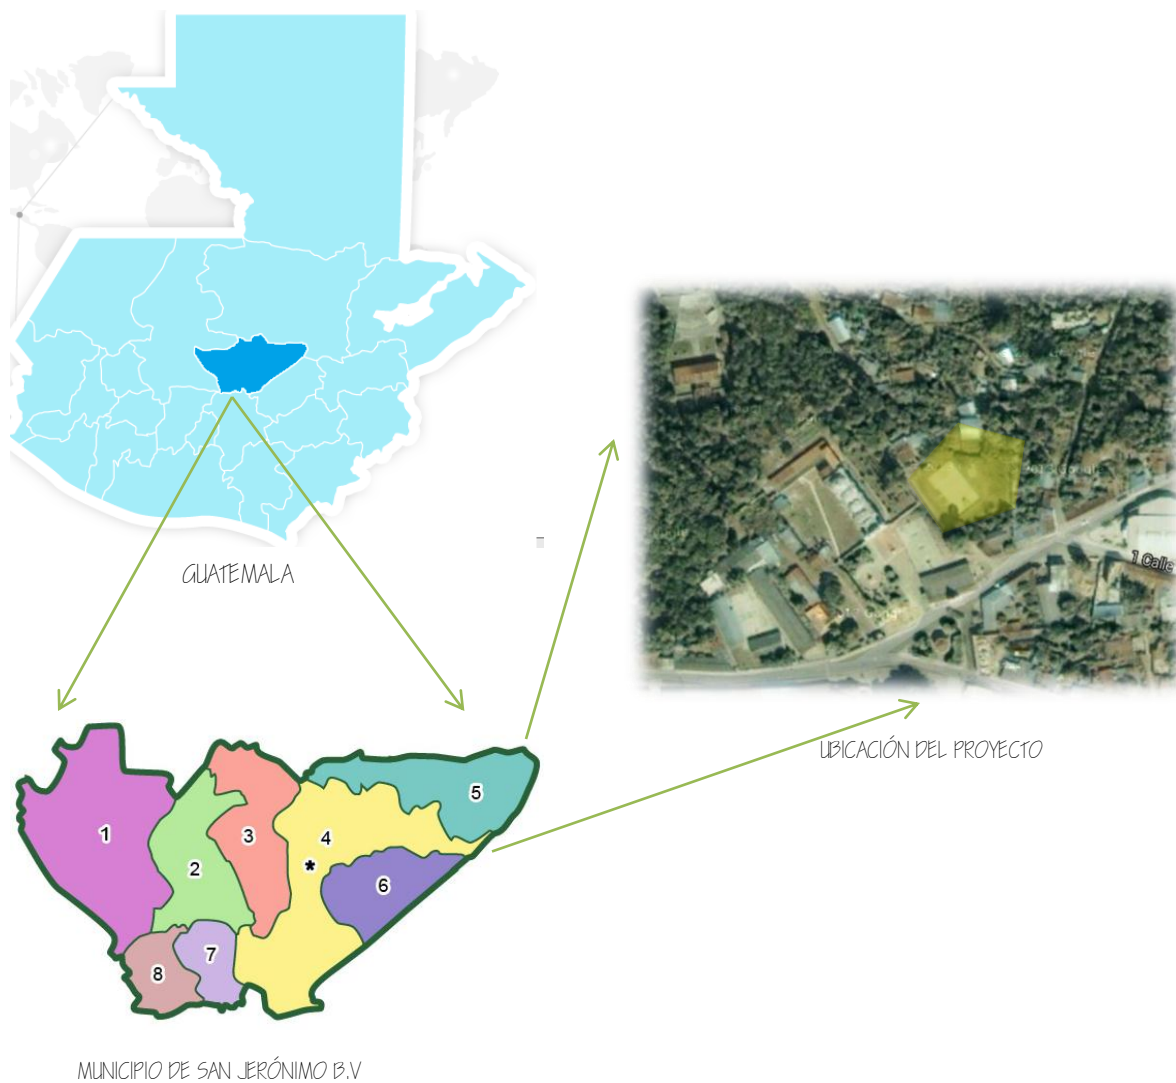 GUATEMALA
1 Calle
UBICACIÓN DEL PROYECTO
1
2
3
4
*
5
6
7
8
MUNICIPIO DE SAN JERÓNIMO B.V